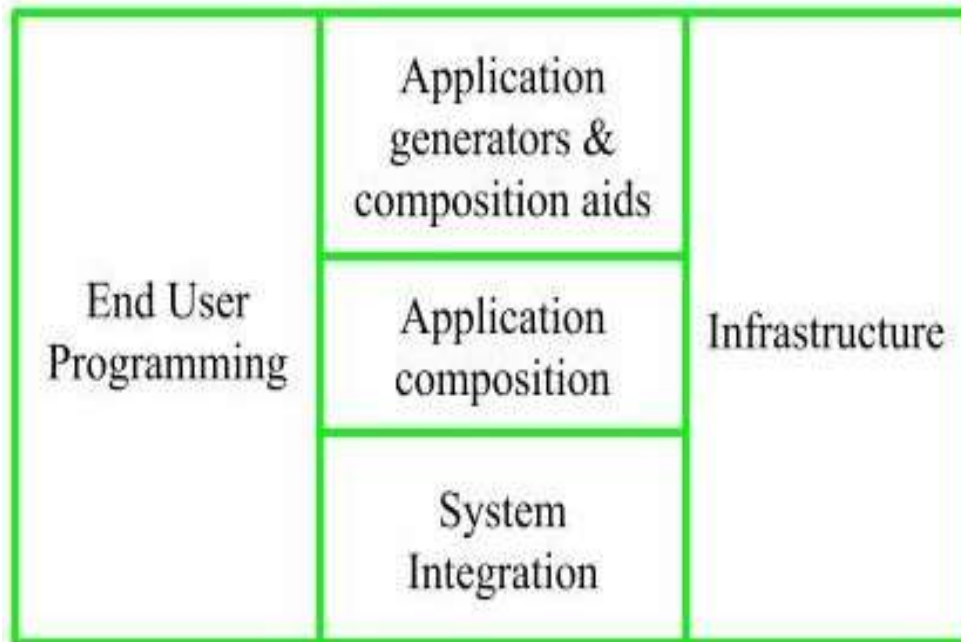 End User
Programming
Application
generators &
composition aids
Application
composition
System
Integration
Infrastructure